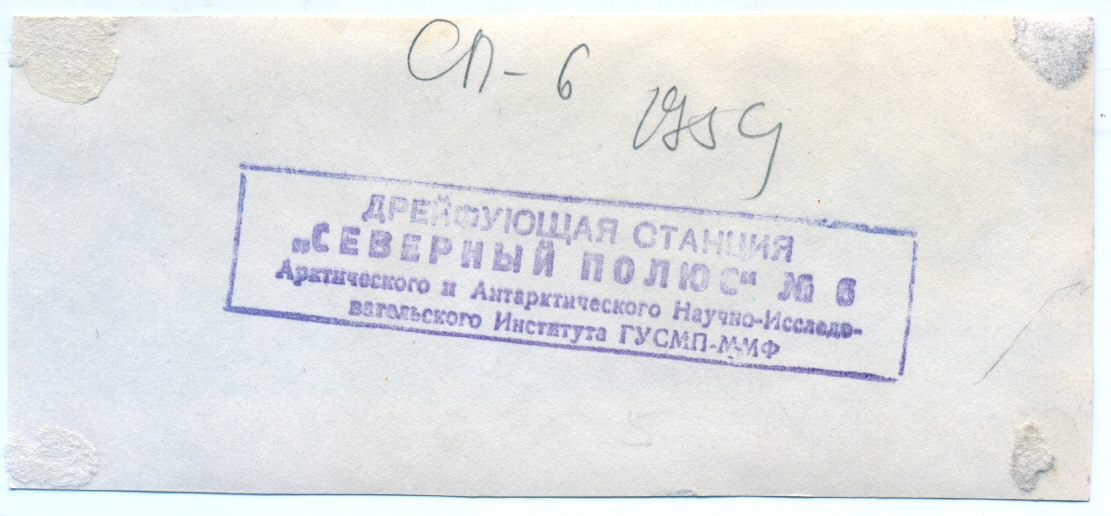 СП-6
1959
ДРЕЙФУЮЩАЯ СТАНЦИЯ
„СЕВЕРНЫЙ ПОЛЮС“ № 6
Арктического и Антарктического Научно-Исследо-
вательского Института ГУСМП-ММФ